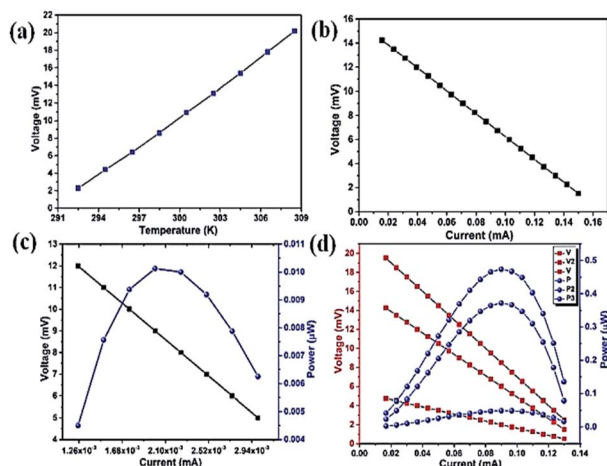 (a)
Voltage (mV)
22
20
18
16
14
12
10
8
6
4
2
0
291 294 297 300 303 306 309
Temperature (K)
(b)
Voltage (mV)
16
14
12
10
8
6
4
2
0
0.00 0.02 0.04 0.06 0.08 0.10 0.12 0.14 0.16
Current (mA)
(c)
Voltage (mV)
13
12
11
10
9
8
7
6
5
4
1.26x10⁻³ 1.68x10⁻³ 2.10x10⁻³ 2.52x10⁻³ 2.94x10⁻³
Current (mA)
0.011
0.010
0.009
0.008
0.007
0.006
0.005
0.004
Power (µW)
(d)
Voltage (mV)
20
18
16
14
12
10
8
6
4
2
0
0.00 0.02 0.04 0.06 0.08 0.10 0.12 0.14
Current (mA)
V
V2
V
P
P2
P3
0.5
0.4
0.3
0.2
0.1
0.0
Power (µW)